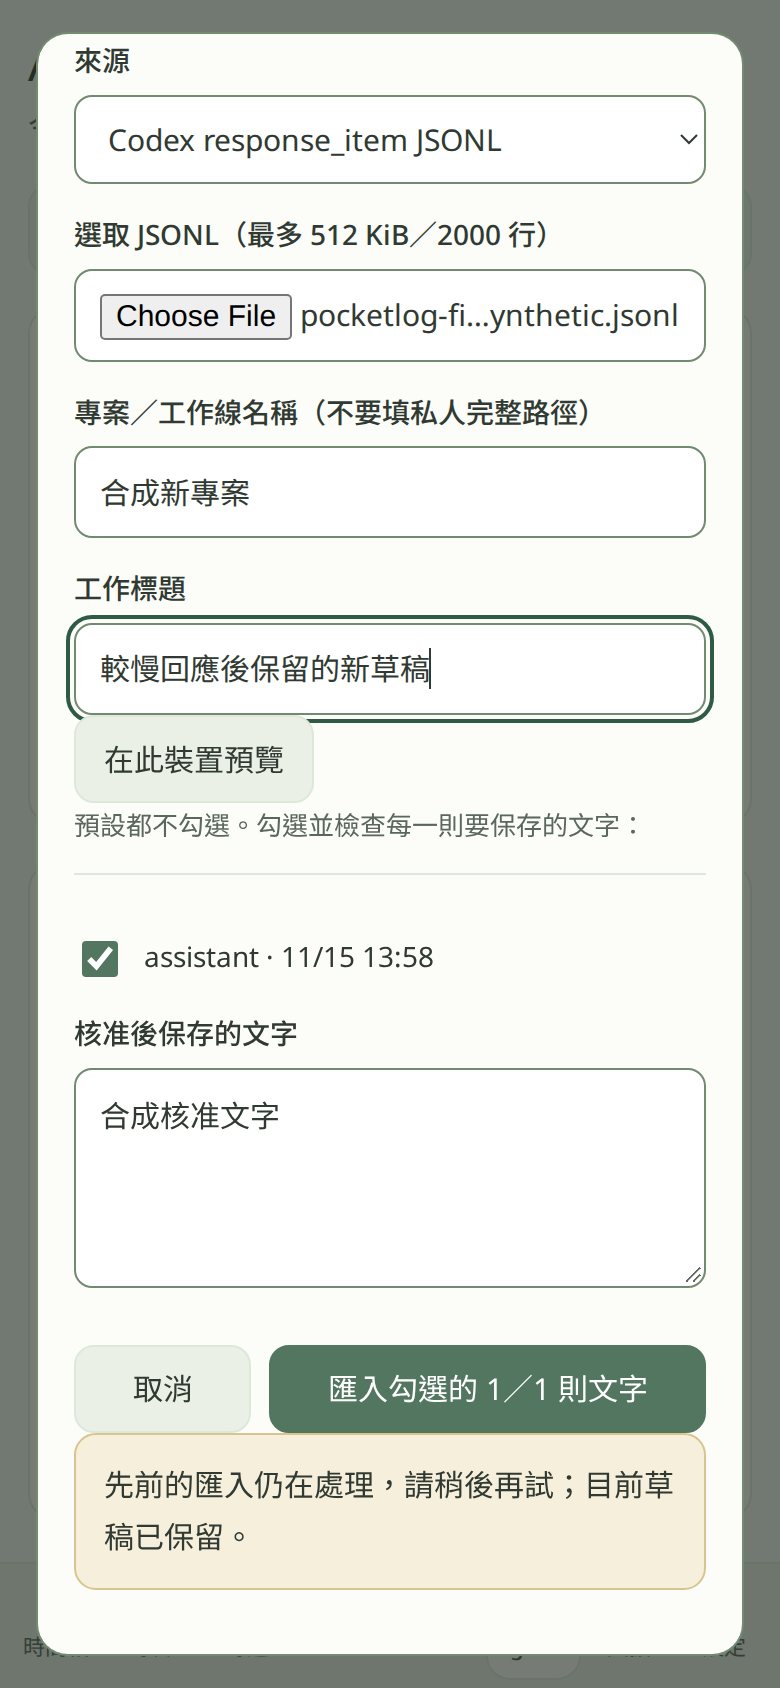 來源
Codex response_item JSONL
選取 JSONL（最多 512 KiB／2000 行）
Choose File pocketlog-fi...ynthetic.jsonl
專案／工作線名稱（不要填私人完整路徑）
合成新專案
工作標題
較慢回應後保留的新草稿
在此裝置預覽
預設都不勾選。勾選並檢查每一則要保存的文字：
assistant · 11/15 13:58
核准後保存的文字
合成核准文字
取消
匯入勾選的 1／1 則文字
先前的匯入仍在處理，請稍後再試；目前草
稿已保留。